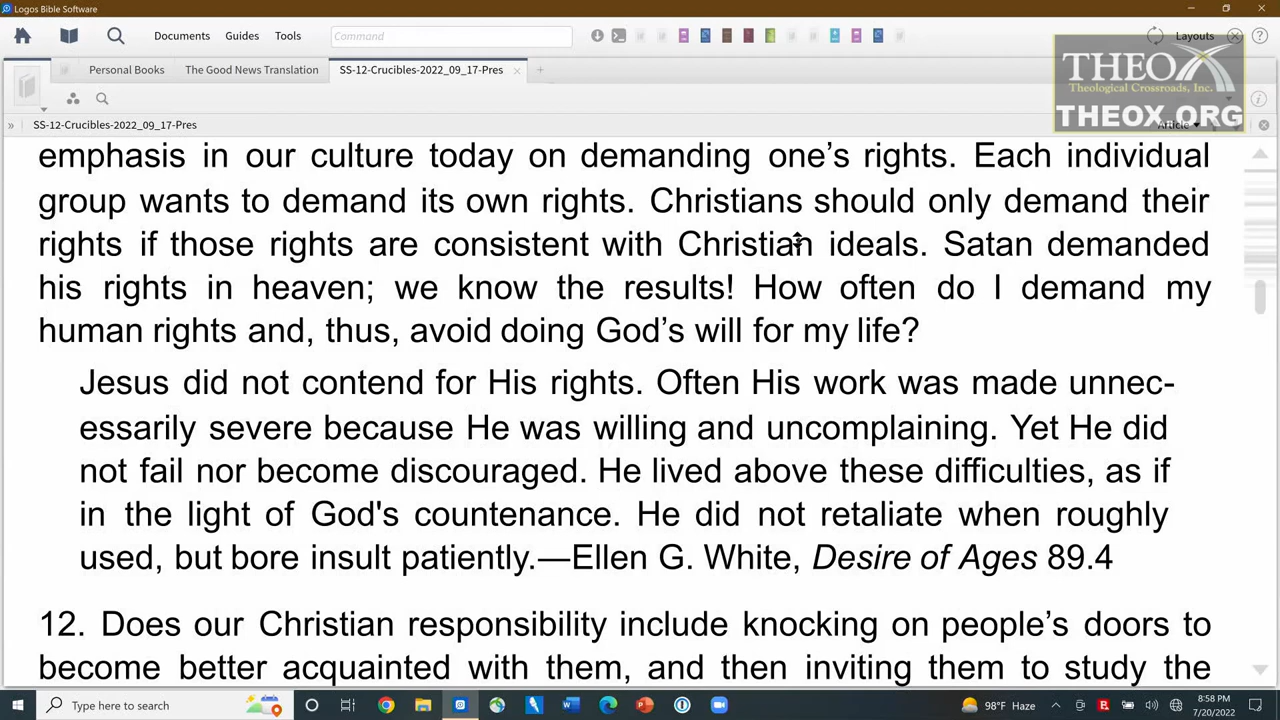 Logos Bible Software
Documents Guides Tools Command Layouts
Personal Books The Good News Translation SS-12-Crucibles-2022_09_17-Pres
THEOX
Theological Crossroads, Inc.
THEOX.ORG
SS-12-Crucibles-2022_09_17-Pres Article
emphasis in our culture today on demanding one’s rights. Each individual
group wants to demand its own rights. Christians should only demand their
rights if those rights are consistent with Christian ideals. Satan demanded
his rights in heaven; we know the results! How often do I demand my
human rights and, thus, avoid doing God’s will for my life?
Jesus did not contend for His rights. Often His work was made unnec-
essarily severe because He was willing and uncomplaining. Yet He did
not fail nor become discouraged. He lived above these difficulties, as if
in the light of God's countenance. He did not retaliate when roughly
used, but bore insult patiently.—Ellen G. White, Desire of Ages 89.4
12. Does our Christian responsibility include knocking on people’s doors to
become better acquainted with them, and then inviting them to study the
Type here to search 98°F Haze 8:58 PM
7/20/2022